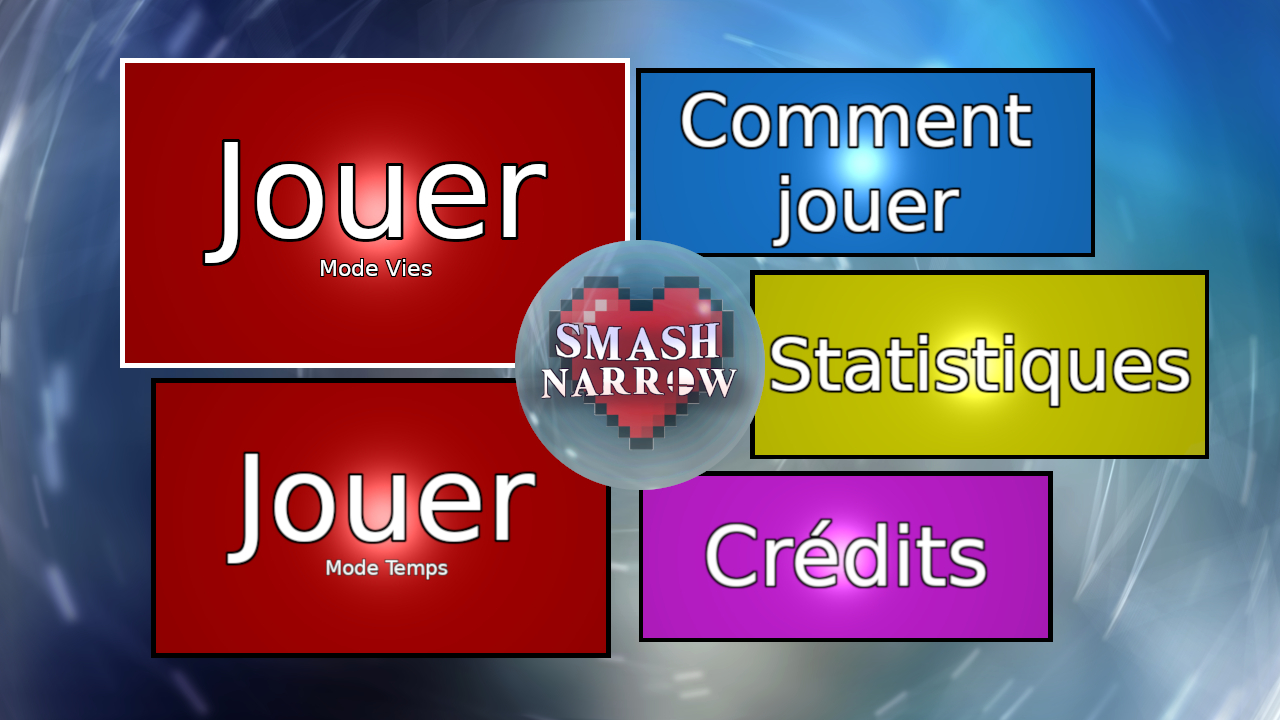 Jouer
Mode Vies
Comment
jouer
SMASH
NARROW
Statistiques
Jouer
Mode Temps
Crédits